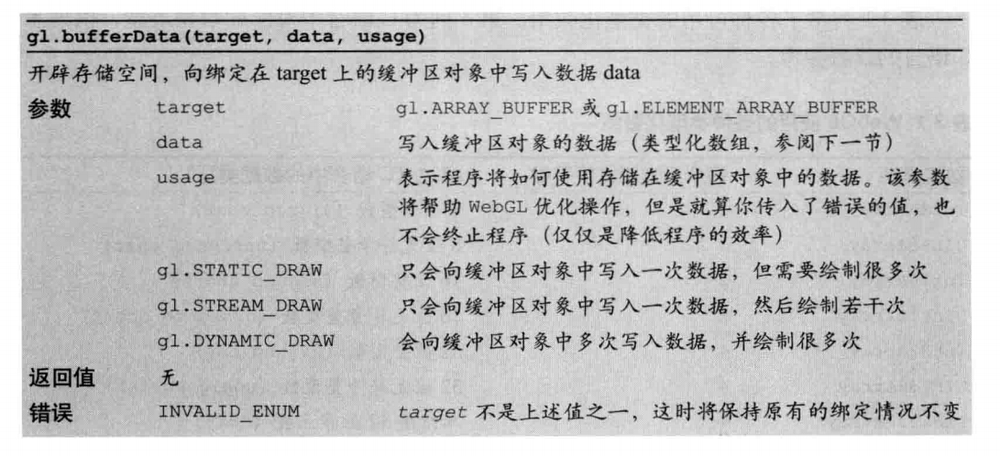 gl.bufferData(target, data, usage)
开辟存储空间，向绑定在 target 上的缓冲区对象中写入数据 data
参数 target gl.ARRAY_BUFFER 或 gl.ELEMENT_ARRAY_BUFFER
data 写入缓冲区对象的数据（类型化数组，参阅下一节）
usage 表示程序将如何使用存储在缓冲区对象中的数据。该参数
将帮助 WebGL 优化操作，但是就算你传入了错误的值，也
不会终止程序（仅仅是降低程序的效率）
gl.STATIC_DRAW 只会向缓冲区对象中写入一次数据，但需要绘制很多次
gl.STREAM_DRAW 只会向缓冲区对象中写入一次数据，然后绘制若干次
gl.DYNAMIC_DRAW 会向缓冲区对象中多次写入数据，并绘制很多次
返回值 无
错误 INVALID_ENUM target 不是上述值之一，这时将保持原有的绑定情况不变